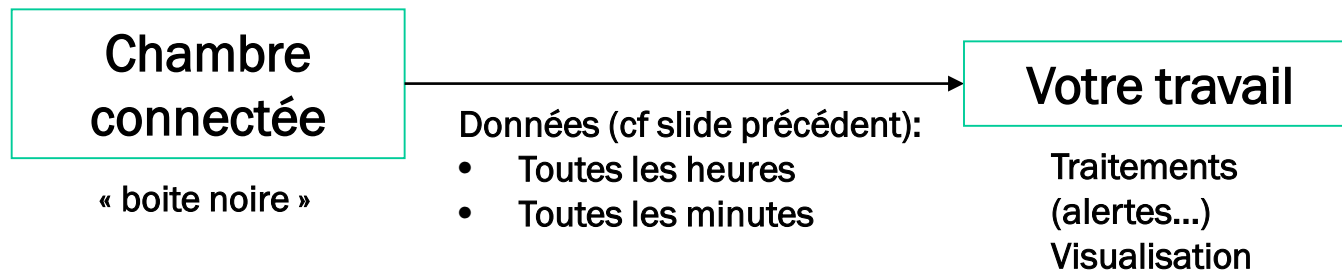 Chambre
connectée
« boite noire »
Données (cf slide précédent):
• Toutes les heures
• Toutes les minutes
Votre travail
Traitements
(alertes...)
Visualisation